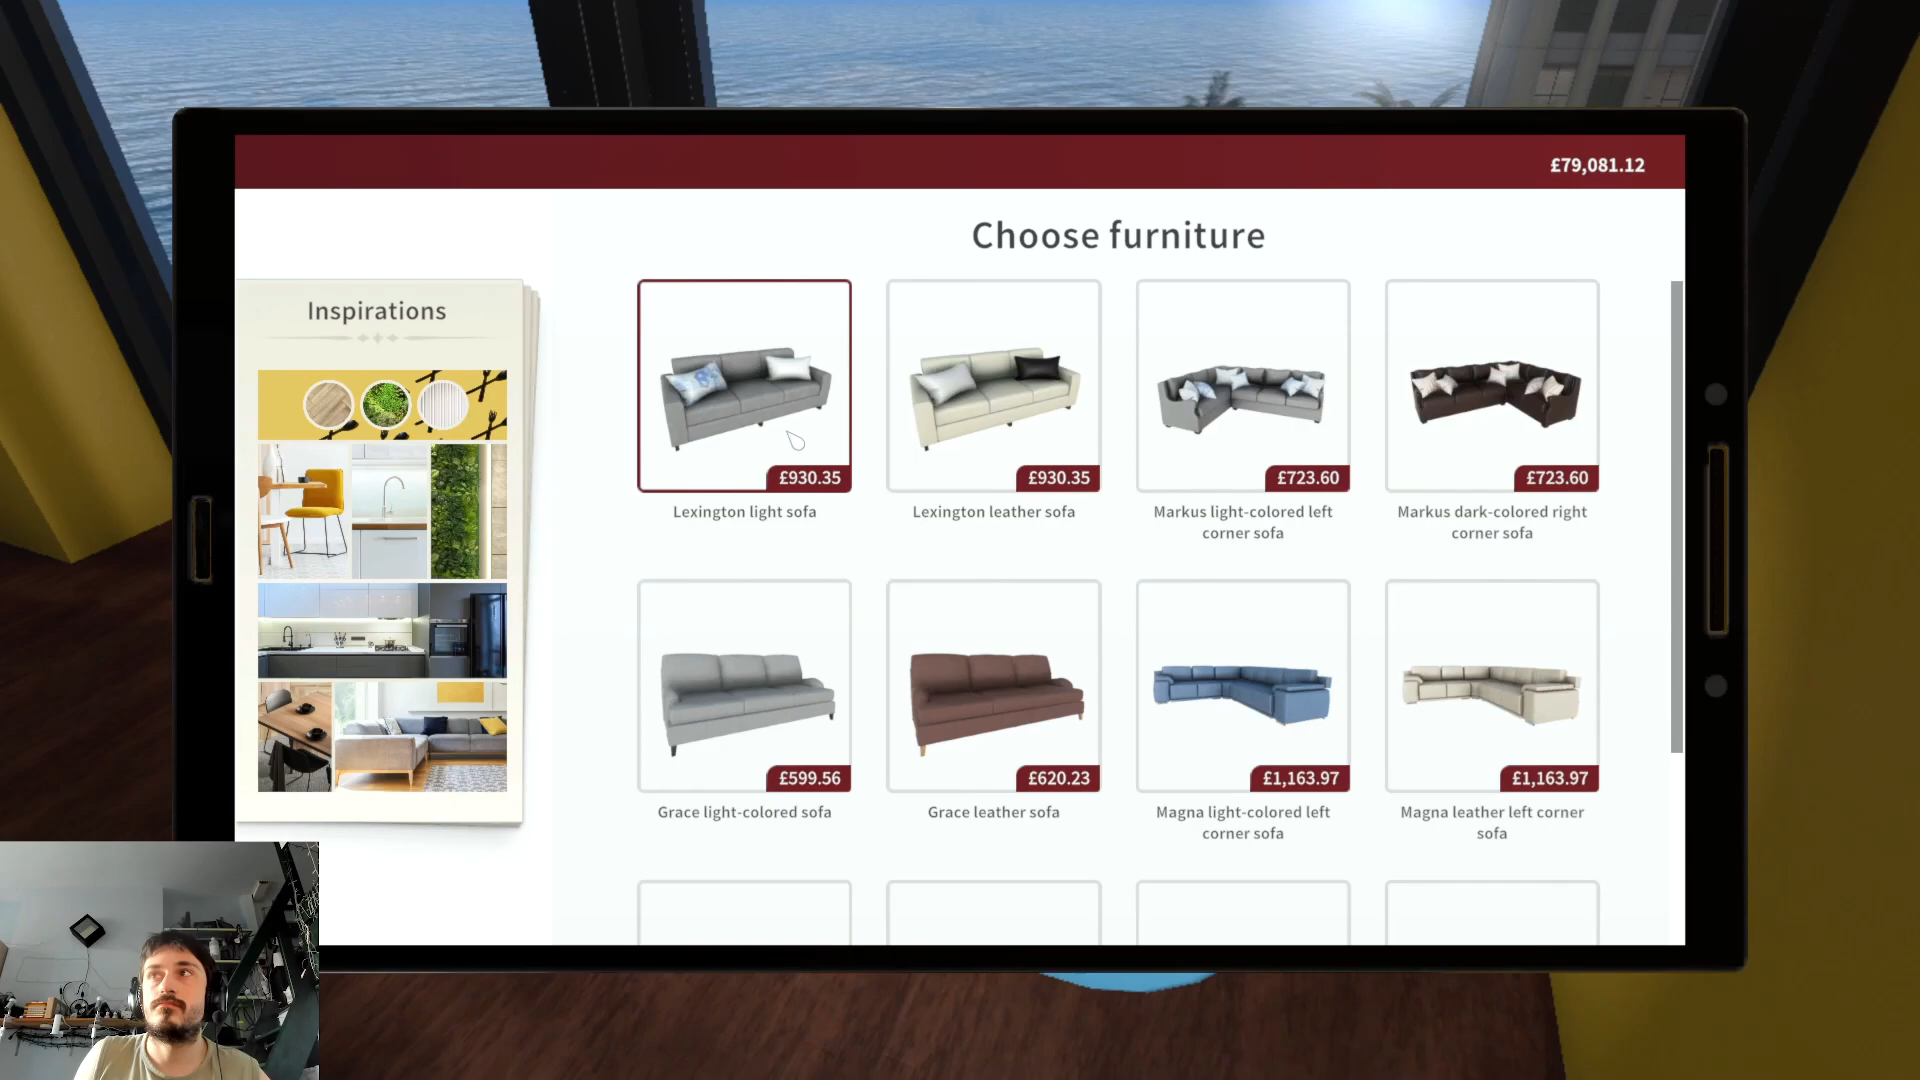 £79,081.12
Choose furniture
Inspirations
£930.35
£930.35
£723.60
£723.60
Lexington light sofa
Lexington leather sofa
Markus light-colored left
corner sofa
Markus dark-colored right
corner sofa
£599.56
£620.23
£1,163.97
£1,163.97
Grace light-colored sofa
Grace leather sofa
Magna light-colored left
corner sofa
Magna leather left corner
sofa